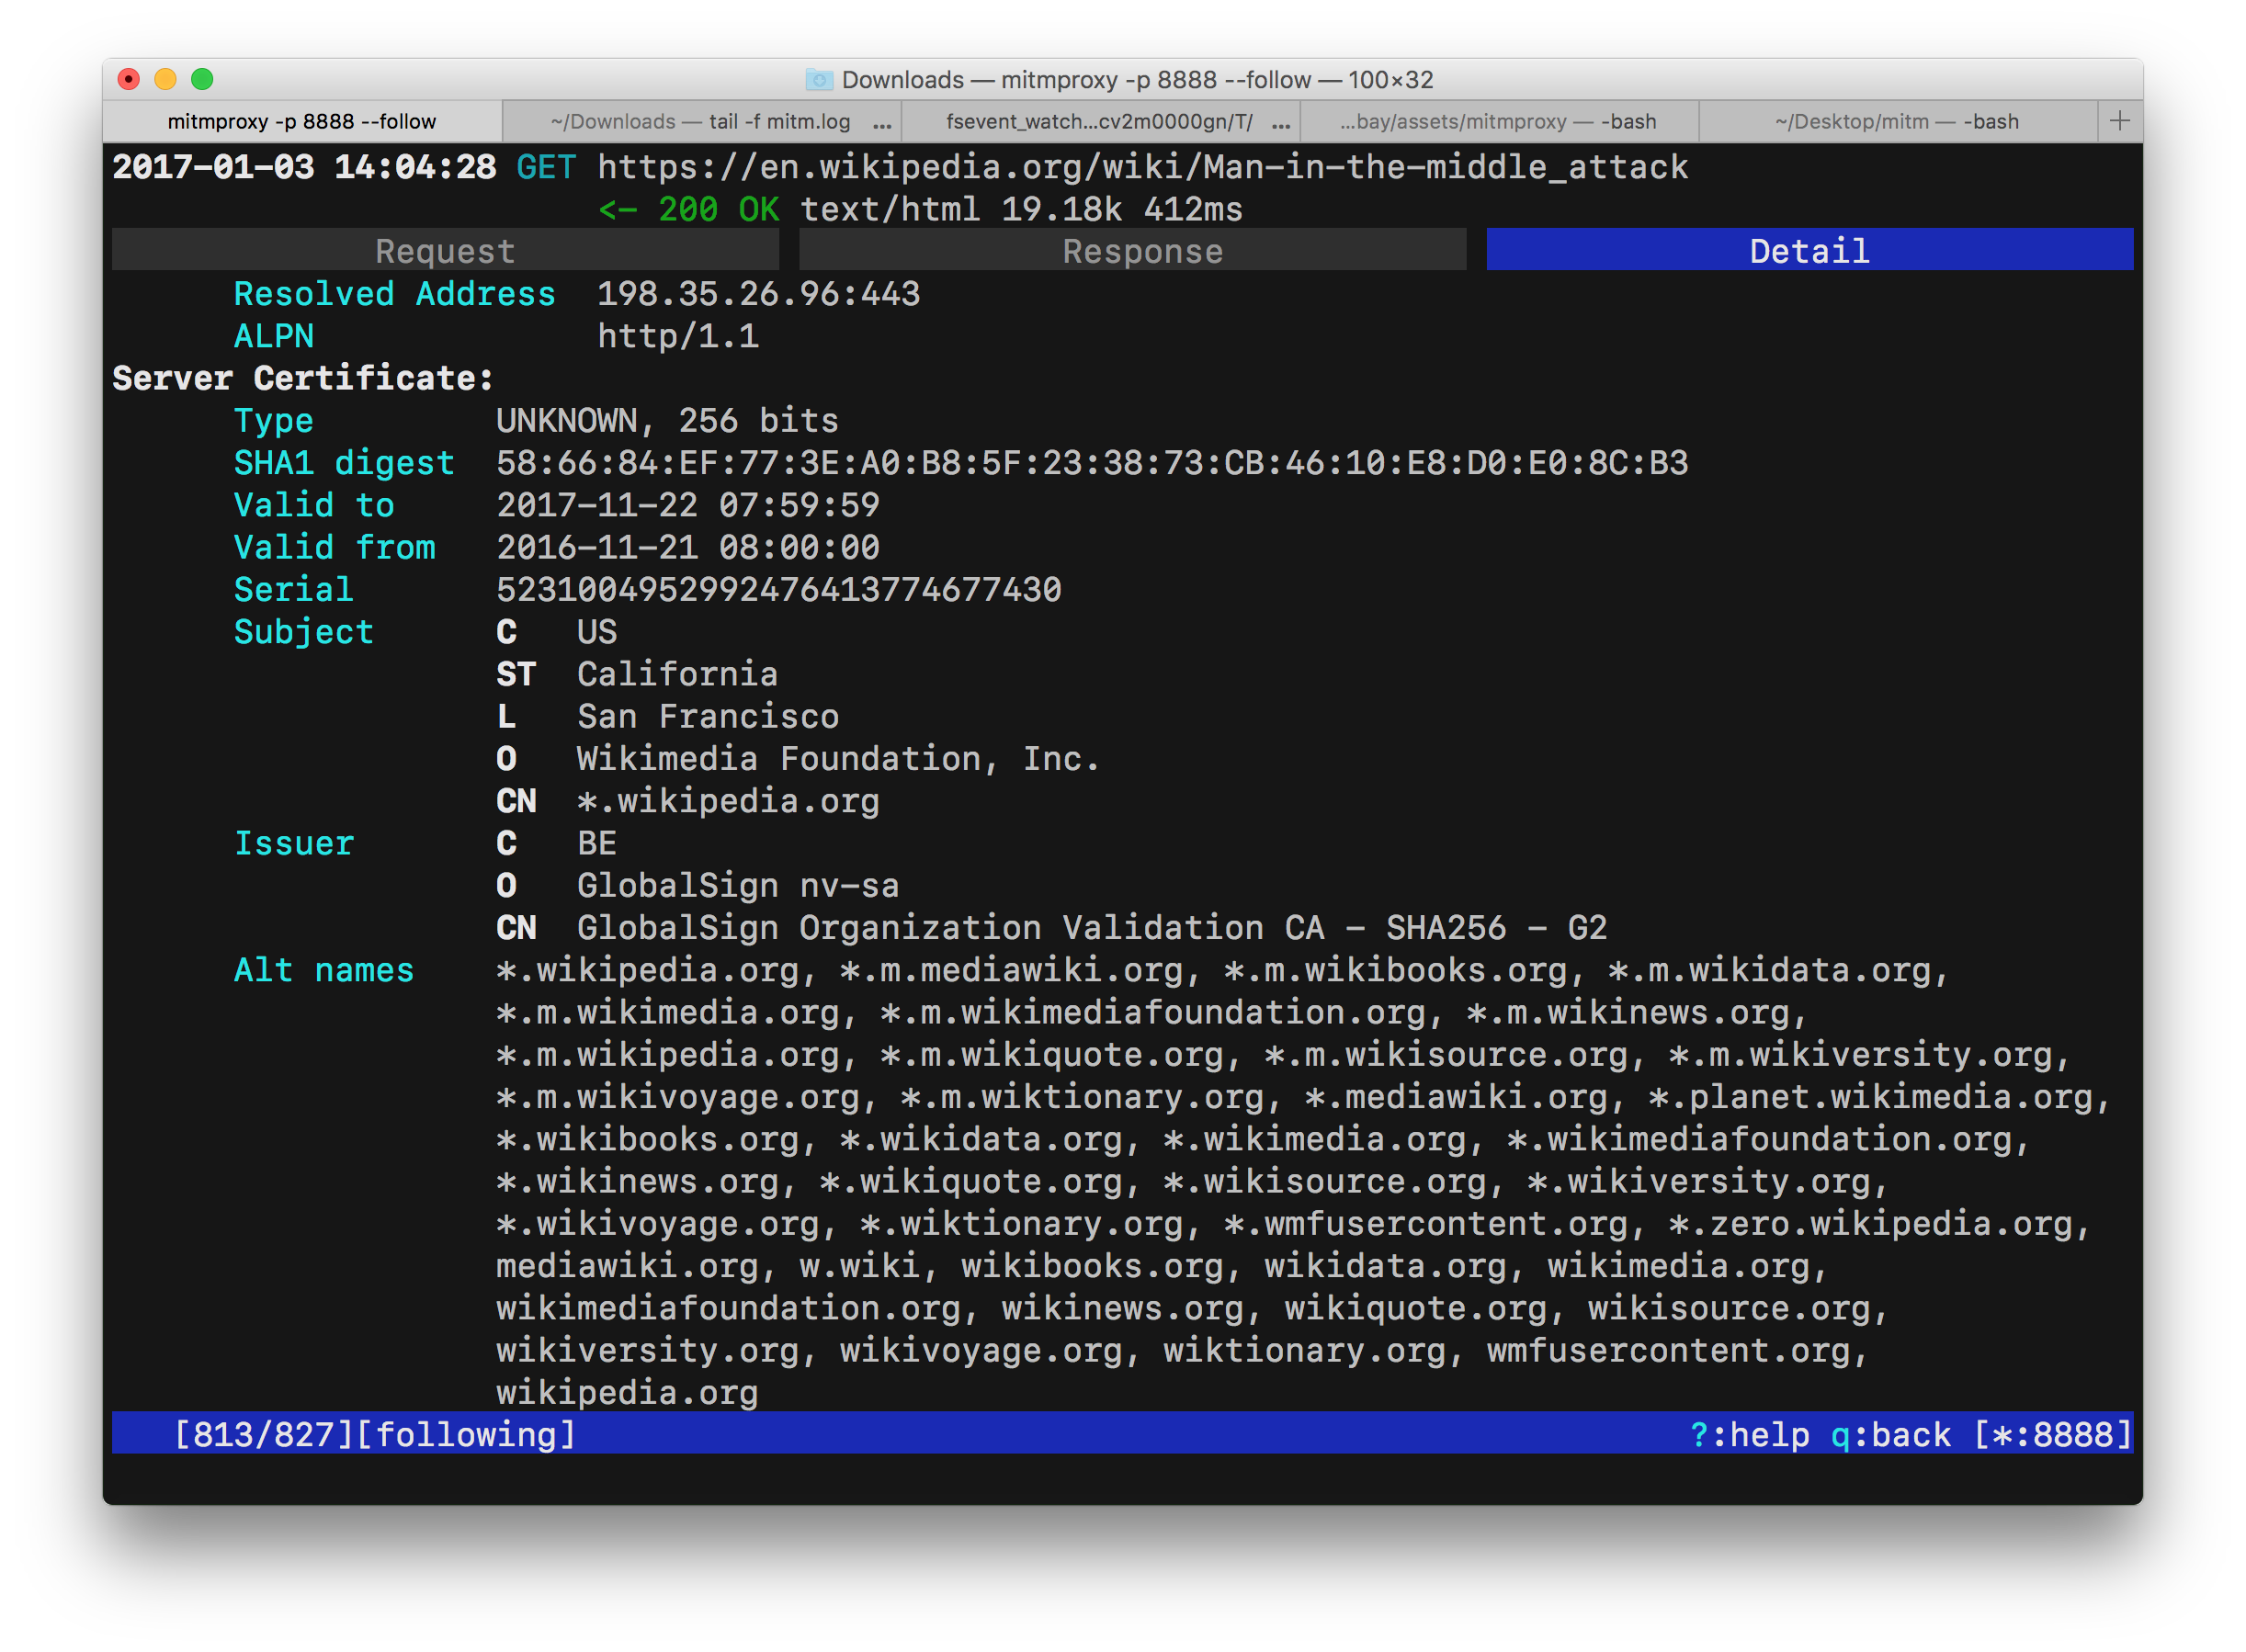 Downloads — mitmproxy -p 8888 --follow — 100×32
mitmproxy -p 8888 --follow ~/Downloads — tail -f mitm.log ... fsevent_watch...cv2m0000gn/T/ ... ...bay/assets/mitmproxy — -bash ~/Desktop/mitm — -bash +
2017-01-03 14:04:28 GET https://en.wikipedia.org/wiki/Man-in-the-middle_attack
<- 200 OK text/html 19.18k 412ms
Request Response Detail
Resolved Address 198.35.26.96:443
ALPN http/1.1
Server Certificate:
Type UNKNOWN, 256 bits
SHA1 digest 58:66:84:EF:77:3E:A0:B8:5F:23:38:73:CB:46:10:E8:D0:E0:8C:B3
Valid to 2017-11-22 07:59:59
Valid from 2016-11-21 08:00:00
Serial 5231004952992476413774677430
Subject C US
ST California
L San Francisco
O Wikimedia Foundation, Inc.
CN *.wikipedia.org
Issuer C BE
O GlobalSign nv-sa
CN GlobalSign Organization Validation CA - SHA256 - G2
Alt names *.wikipedia.org, *.m.mediawiki.org, *.m.wikibooks.org, *.m.wikidata.org,
*.m.wikimedia.org, *.m.wikimediafoundation.org, *.m.wikinews.org,
*.m.wikipedia.org, *.m.wikiquote.org, *.m.wikisource.org, *.m.wikiversity.org,
*.m.wikivoyage.org, *.m.wiktionary.org, *.mediawiki.org, *.planet.wikimedia.org,
*.wikibooks.org, *.wikidata.org, *.wikimedia.org, *.wikimediafoundation.org,
*.wikinews.org, *.wikiquote.org, *.wikisource.org, *.wikiversity.org,
*.wikivoyage.org, *.wiktionary.org, *.wmfusercontent.org, *.zero.wikipedia.org,
mediawiki.org, w.wiki, wikibooks.org, wikidata.org, wikimedia.org,
wikimediafoundation.org, wikinews.org, wikiquote.org, wikisource.org,
wikiversity.org, wikivoyage.org, wiktionary.org, wmfusercontent.org,
wikipedia.org
[813/827][following] ?:help q:back [*:8888]